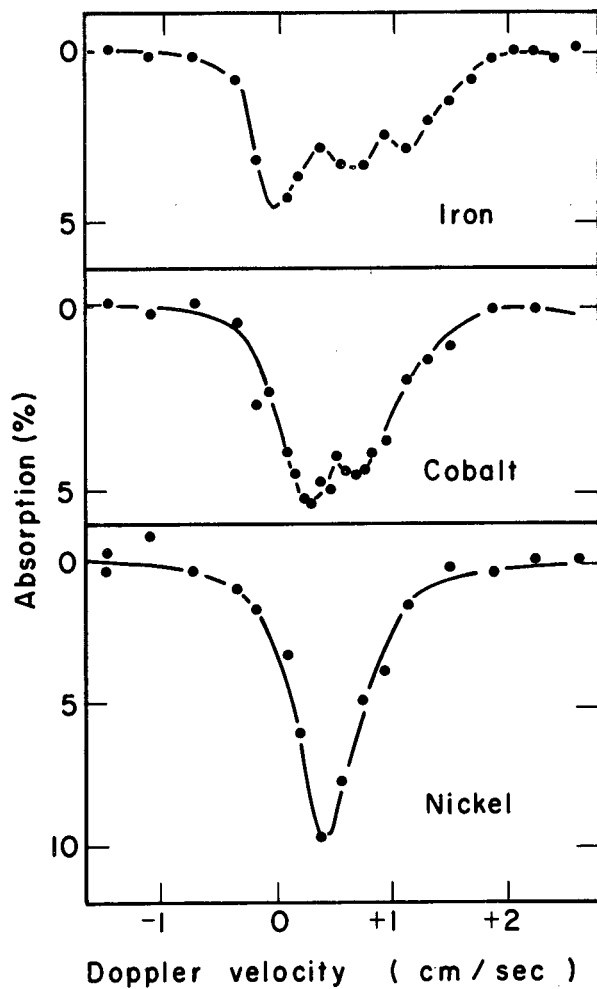 0
5
Iron
0
5
Cobalt
Absorption (%)
0
5
10
Nickel
-1 0 +1 +2
Doppler velocity ( cm / sec )